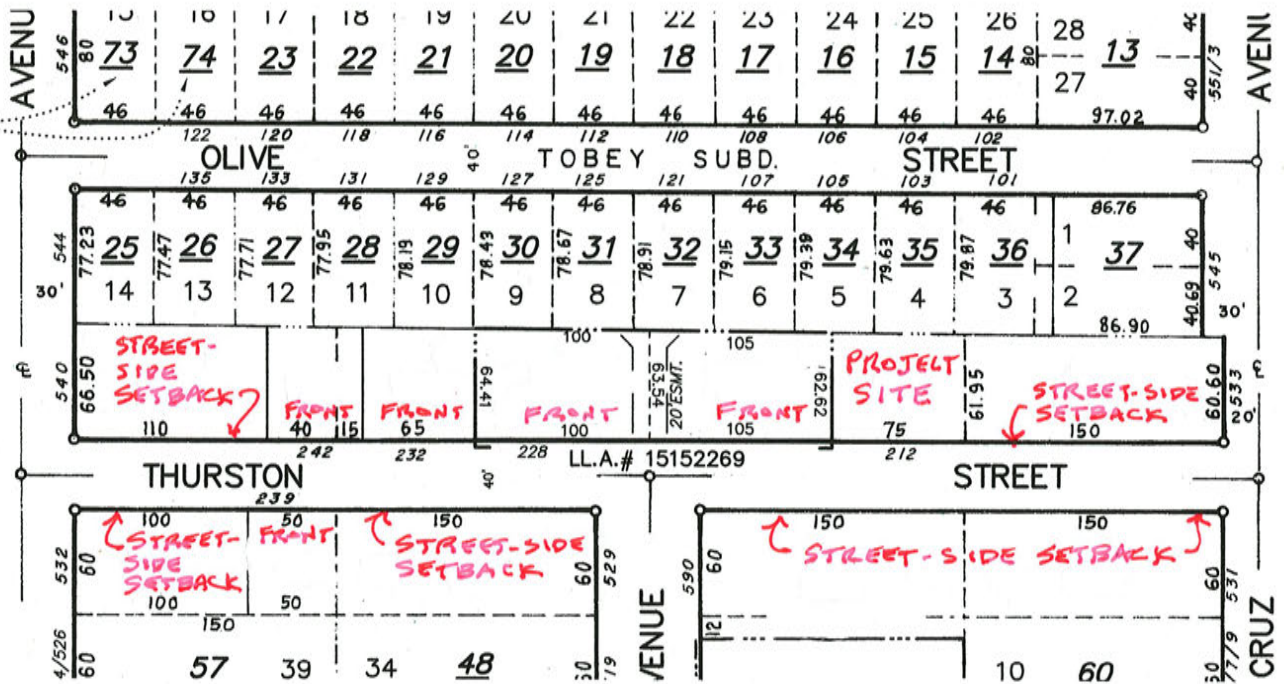 AVENU
546
80
15 16 17 18 19 20 21 22 23 24 25 26 28
73 74 23 22 21 20 19 18 17 16 15 14 13
80
27
40
40
551/3
AVENU
46 46 46 46 46 46 46 46 46 46 46 46 97.02
122 120 118 116 114 112 110 108 106 104 102
OLIVE 40' TOBEY SUBD. STREET
135 133 131 129 127 125 121 107 105 103 101
46 46 46 46 46 46 46 46 46 46 46 46 86.76
544 77.23 77.47 77.71 77.95 78.19 78.43 78.67 78.91 79.15 79.39 79.63 79.87 40 545
25 26 27 28 29 30 31 32 33 34 35 36 1 37
14 13 12 11 10 9 8 7 6 5 4 3 2
30' 40.69 30'
86.90
100 105
540 66.50 64.41 63.54 20'ESMT. 62.62 61.95 60.60 533 20'
STREET-
SIDE
SETBACK
FRONT FRONT FRONT FRONT
PROJECT
SITE
STREET-SIDE
SETBACK
110 40 15 65 100 105 75 150
242 232 228 212
LL.A.# 15152269
THURSTON 40' STREET
239
100 50 150 150 150
STREET-
SIDE
SETBACK
FRONT
STREET-SIDE
SETBACK
STREET-SIDE SETBACK
532 60 60 529 590 60 60 531
100 50
150
12
4/526 60 57 39 34 48
VENUE
10 60
CRUZ